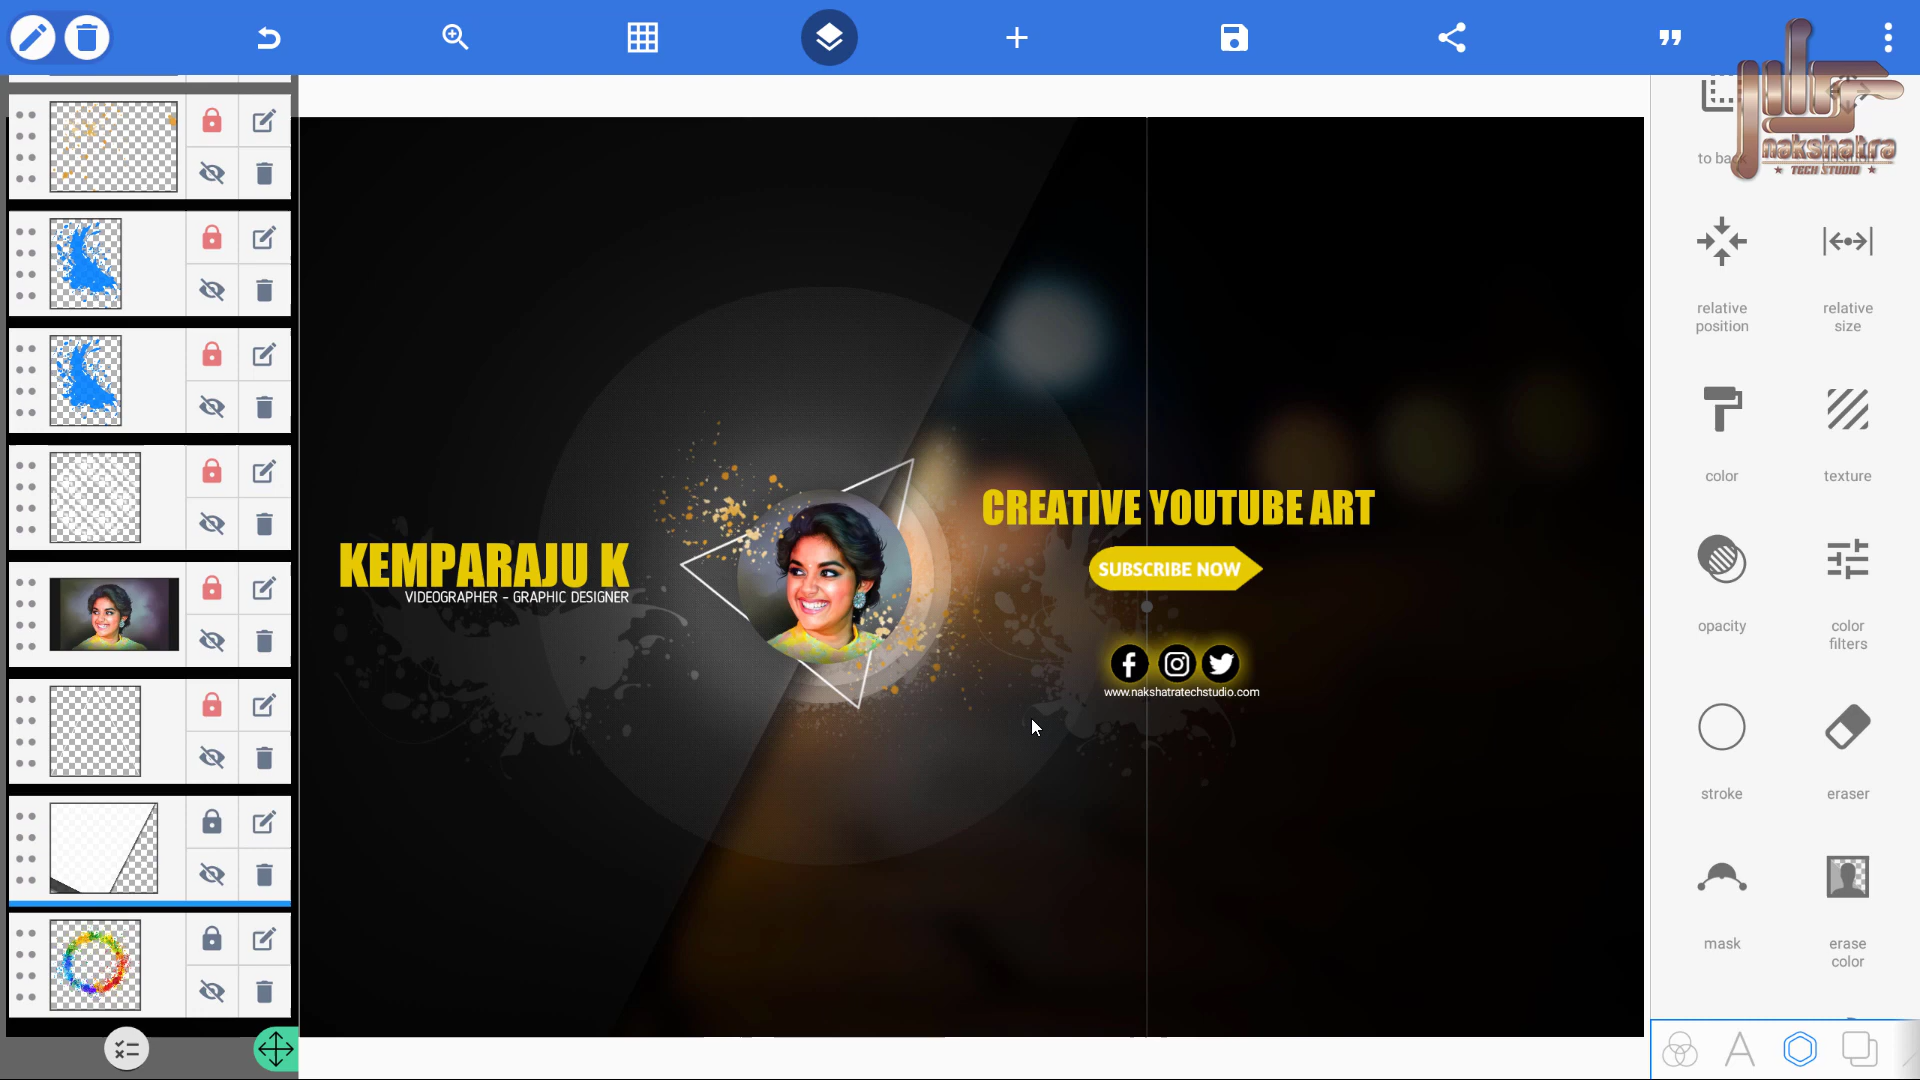 nakshatra
★ TECH STUDIO ★
to back
relative position
relative size
color
texture
opacity
color filters
stroke
eraser
mask
erase color
KEMPARAJU K
VIDEOGRAPHER - GRAPHIC DESIGNER
CREATIVE YOUTUBE ART
SUBSCRIBE NOW
www.nakshatratechstudio.com